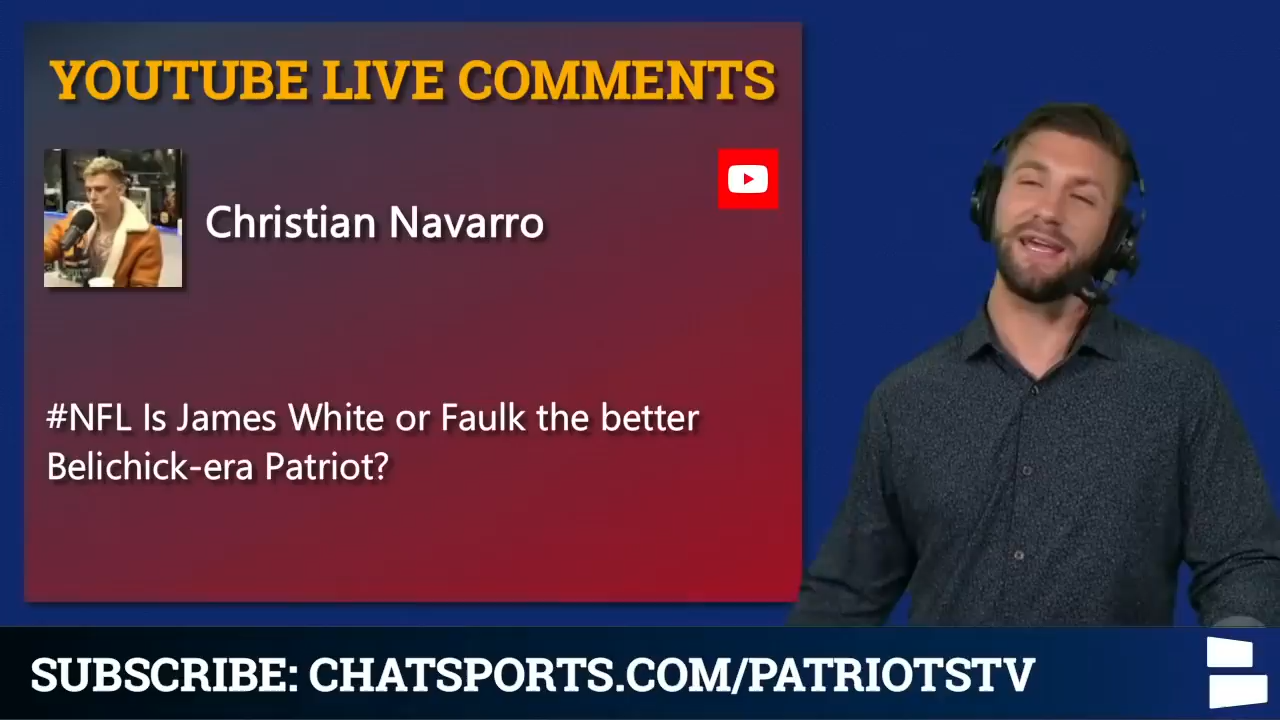 YOUTUBE LIVE COMMENTS
Christian Navarro
#NFL Is James White or Faulk the better
Belichick-era Patriot?
SUBSCRIBE: CHATSPORTS.COM/PATRIOTSTV